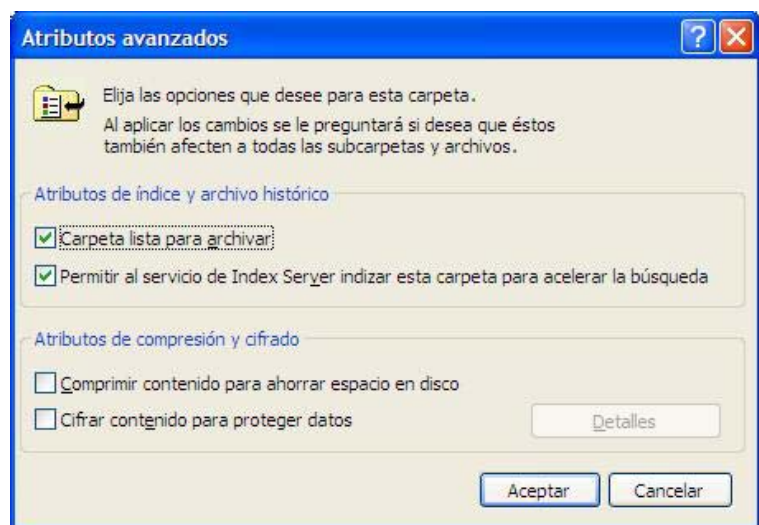 Atributos avanzados
Elija las opciones que desee para esta carpeta.
Al aplicar los cambios se le preguntará si desea que éstos
también afecten a todas las subcarpetas y archivos.
Atributos de índice y archivo histórico
Carpeta lista para archivar
Permitir al servicio de Index Server indizar esta carpeta para acelerar la búsqueda
Atributos de compresión y cifrado
Comprimir contenido para ahorrar espacio en disco
Cifrar contenido para proteger datos
Detalles
Aceptar
Cancelar